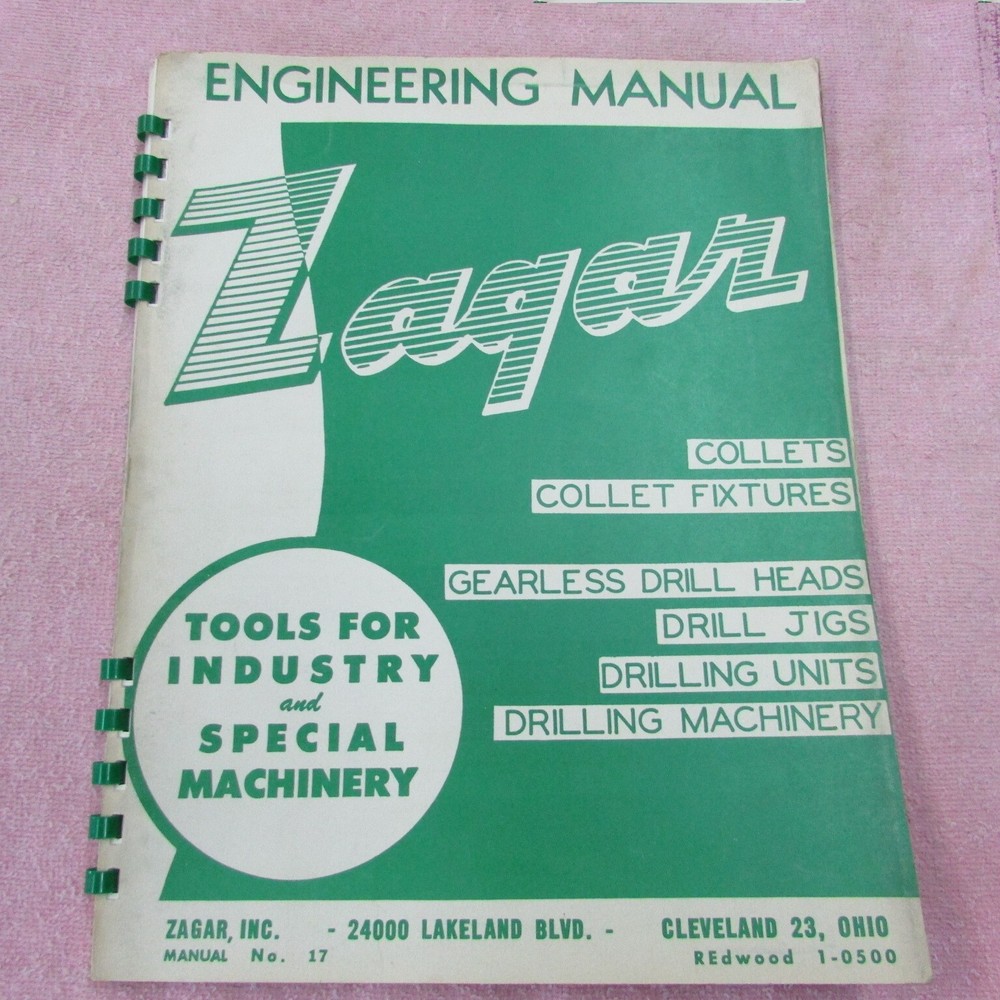 ENGINEERING MANUAL
Zagar
COLLETS
COLLET FIXTURES
GEARLESS DRILL HEADS
DRILL JIGS
DRILLING UNITS
DRILLING MACHINERY
TOOLS FOR
INDUSTRY
and
SPECIAL
MACHINERY
ZAGAR, INC. - 24000 LAKELAND BLVD. - CLEVELAND 23, OHIO
MANUAL No. 17 REdwood 1-0500